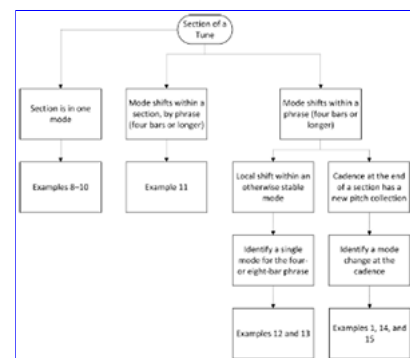 Section of a
Tune
Section is in one
mode
Mode shifts within a
section, by phrase
(four bars or longer)
Mode shifts within a
phrase (four bars or
longer)
Examples 8–10
Example 11
Local shift within an
otherwise stable
mode
Cadence at the end
of a section has a
new pitch collection
Identify a single
mode for the four-
or eight-bar phrase
Identify a mode
change at the
cadence
Examples 12 and 13
Examples 1, 14, and
15